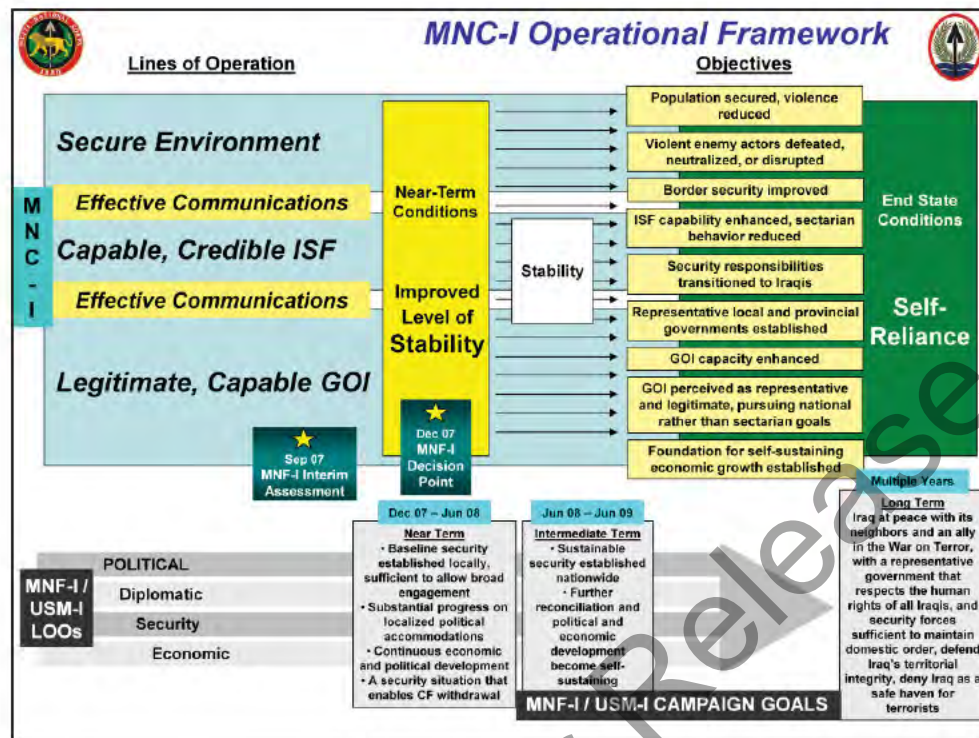 MNC-I Operational Framework
Lines of Operation
Objectives
MNC-I
Secure Environment
Effective Communications
Capable, Credible ISF
Effective Communications
Legitimate, Capable GOI
Near-Term
Conditions
Improved
Level of
Stability
Stability
Population secured, violence
reduced
Violent enemy actors defeated,
neutralized, or disrupted
Border security improved
ISF capability enhanced, sectarian
behavior reduced
Security responsibilities
transitioned to Iraqis
Representative local and provincial
governments established
GOI capacity enhanced
GOI perceived as representative
and legitimate, pursuing national
rather than sectarian goals
Foundation for self-sustaining
economic growth established
End State
Conditions
Self-
Reliance
Sep 07
MNF-I Interim
Assessment
Dec 07
MNF-I
Decision
Point
MNF-I /
USM-I
LOOs
POLITICAL
Diplomatic
Security
Economic
Dec 07 – Jun 08
Near Term
• Baseline security
established locally,
sufficient to allow broad
engagement
• Substantial progress on
localized political
accommodations
• Continuous economic
and political development
• A security situation that
enables CF withdrawal
Jun 08 – Jun 09
Intermediate Term
• Sustainable
security established
nationwide
• Further
reconciliation and
political and
economic
development
become self-
sustaining
Multiple Years
Long Term
Iraq at peace with its
neighbors and an ally
in the War on Terror,
with a representative
government that
respects the human
rights of all Iraqis, and
security forces
sufficient to maintain
domestic order, defend
Iraq's territorial
integrity, deny Iraq as a
safe haven for
terrorists
MNF-I / USM-I CAMPAIGN GOALS
Release